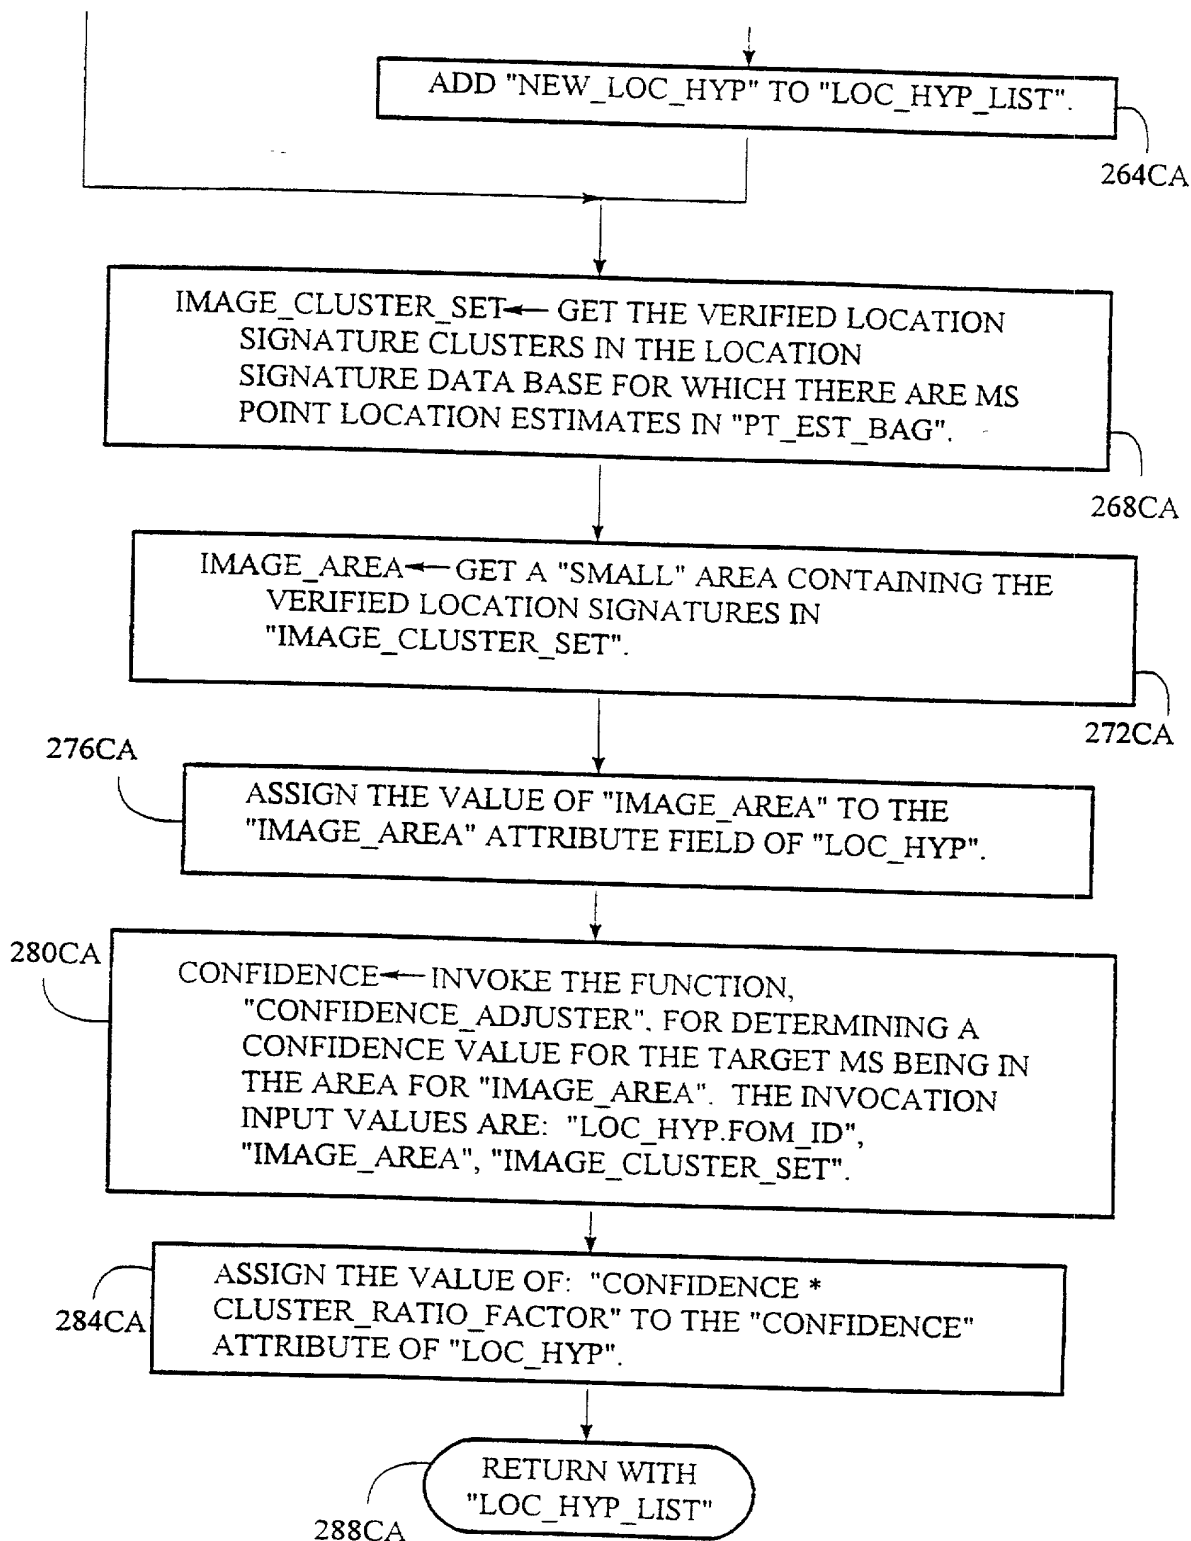 ADD "NEW_LOC_HYP" TO "LOC_HYP_LIST".
264CA
IMAGE_CLUSTER_SET← GET THE VERIFIED LOCATION
SIGNATURE CLUSTERS IN THE LOCATION
SIGNATURE DATA BASE FOR WHICH THERE ARE MS
POINT LOCATION ESTIMATES IN "PT_EST_BAG".
268CA
IMAGE_AREA← GET A "SMALL" AREA CONTAINING THE
VERIFIED LOCATION SIGNATURES IN
"IMAGE_CLUSTER_SET".
272CA
276CA
ASSIGN THE VALUE OF "IMAGE_AREA" TO THE
"IMAGE_AREA" ATTRIBUTE FIELD OF "LOC_HYP".
280CA
CONFIDENCE← INVOKE THE FUNCTION,
"CONFIDENCE_ADJUSTER". FOR DETERMINING A
CONFIDENCE VALUE FOR THE TARGET MS BEING IN
THE AREA FOR "IMAGE_AREA". THE INVOCATION
INPUT VALUES ARE: "LOC_HYP.FOM_ID",
"IMAGE_AREA", "IMAGE_CLUSTER_SET".
284CA
ASSIGN THE VALUE OF: "CONFIDENCE *
CLUSTER_RATIO_FACTOR" TO THE "CONFIDENCE"
ATTRIBUTE OF "LOC_HYP".
RETURN WITH
"LOC_HYP_LIST"
288CA